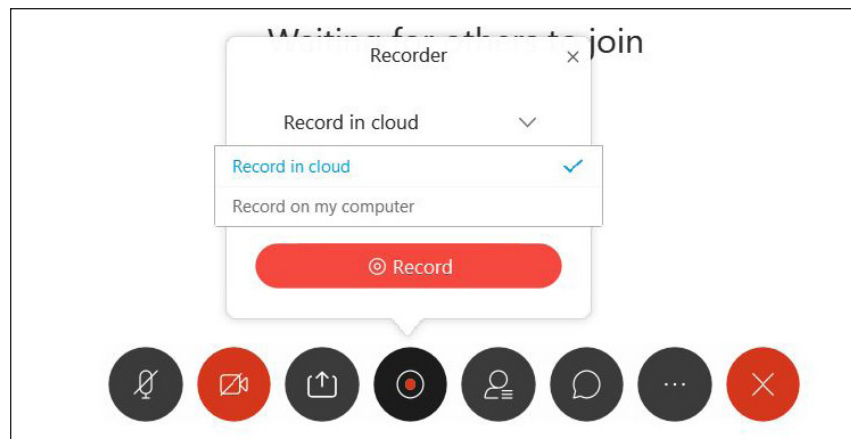 Waiting for others to join
Recorder
Record in cloud
Record in cloud
Record on my computer
Record